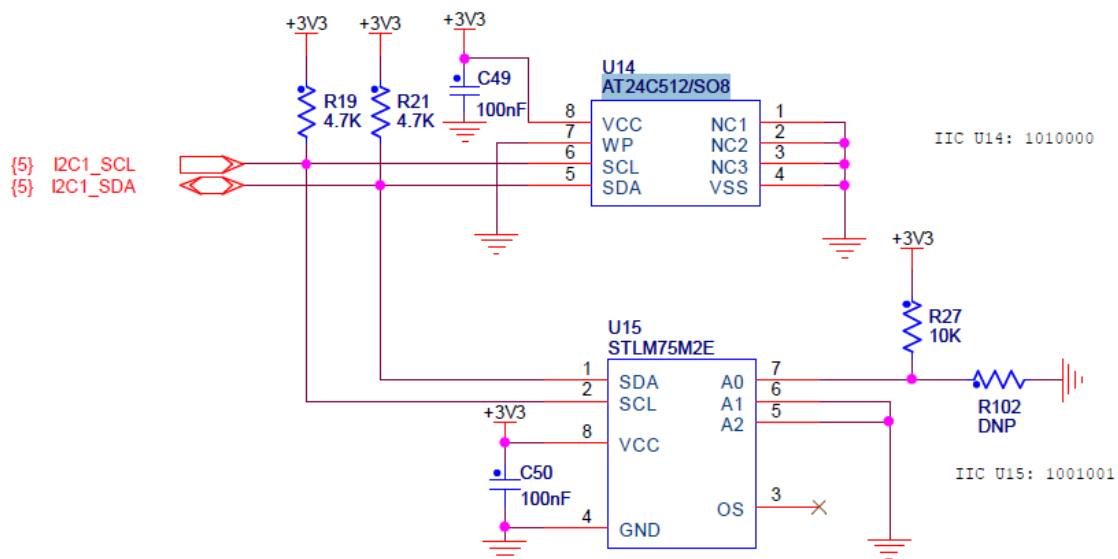 +3V3
+3V3
+3V3
R19
4.7K
R21
4.7K
C49
100nF
U14
AT24C512/SO8
8 VCC NC1 1
7 WP NC2 2
6 SCL NC3 3
5 SDA VSS 4
IIC U14: 1010000
{5} I2C1_SCL
{5} I2C1_SDA
+3V3
R27
10K
U15
STLM75M2E
1 SDA A0 7
2 SCL A1 6
A2 5
R102
DNP
+3V3
8 VCC
C50
100nF
IIC U15: 1001001
OS 3
4 GND